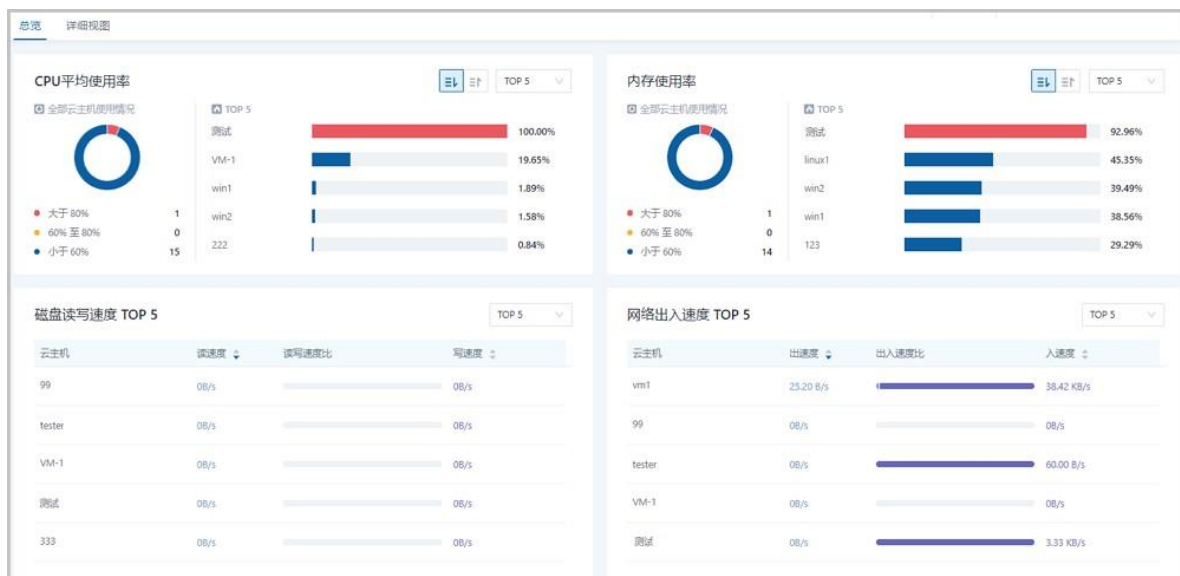 总览 详细视图
CPU平均使用率 TOP 5
全部云主机使用情况
大于 80% 1
60% 至 80% 0
小于 60% 15
TOP 5
测试 100.00%
VM-1 19.65%
win1 1.89%
win2 1.58%
222 0.84%
内存使用率 TOP 5
全部云主机使用情况
大于 80% 1
60% 至 80% 0
小于 60% 14
TOP 5
测试 92.96%
linux1 45.35%
win2 39.49%
win1 38.56%
123 29.29%
磁盘读写速度 TOP 5 TOP 5
云主机 读速度 读写速度比 写速度
99 0B/s 0B/s
tester 0B/s 0B/s
VM-1 0B/s 0B/s
测试 0B/s 0B/s
333 0B/s 0B/s
网络出入速度 TOP 5 TOP 5
云主机 出速度 出入速度比 入速度
vm1 25.20 B/s 38.42 KB/s
99 0B/s 0B/s
tester 0B/s 60.00 B/s
VM-1 0B/s 0B/s
测试 0B/s 3.33 KB/s